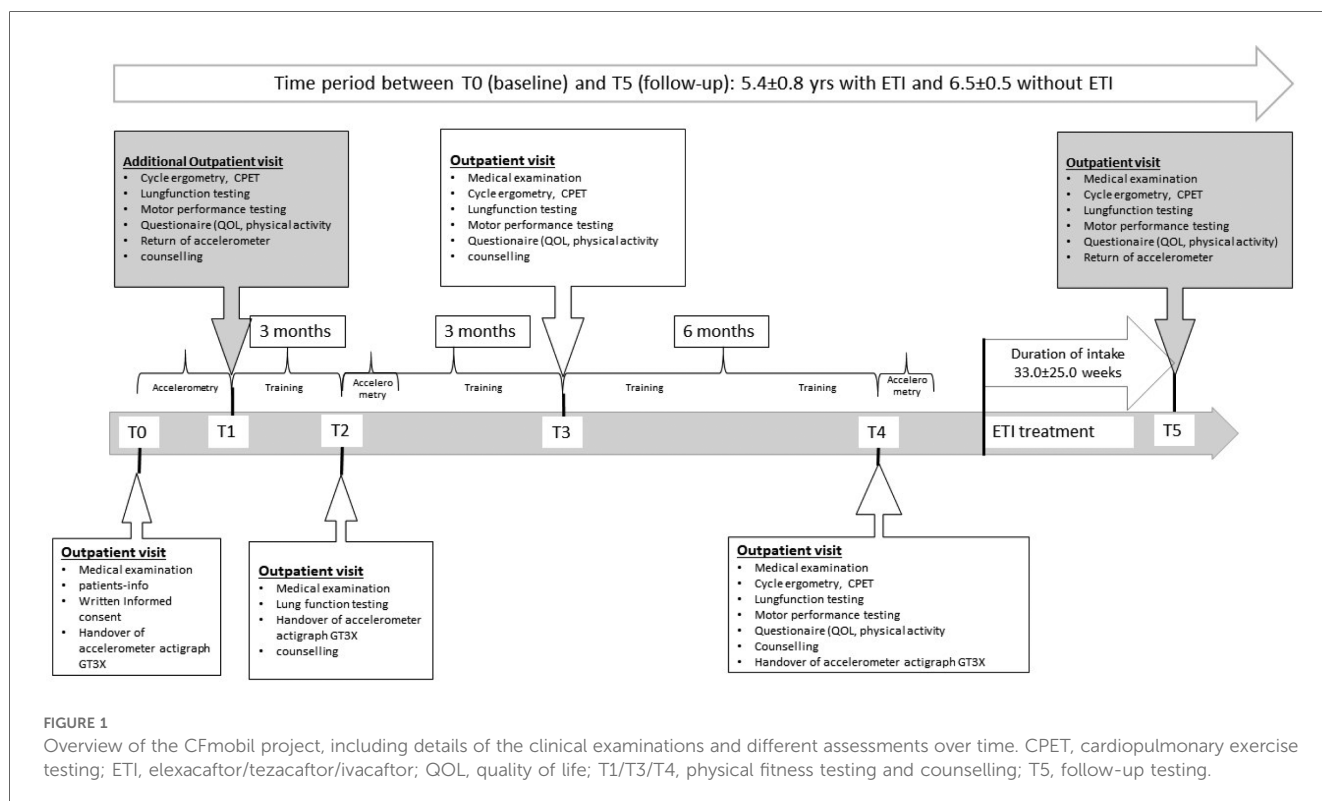 Time period between T0 (baseline) and T5 (follow-up): 5.4±0.8 yrs with ETI and 6.5±0.5 without ETI
Additional Outpatient visit
• Cycle ergometry, CPET
• Lungfunction testing
• Motor performance testing
• Questionaire (QOL, physical activity
• Return of accelerometer
• counselling
Outpatient visit
• Medical examination
• Cycle ergometry, CPET
• Lungfunction testing
• Motor performance testing
• Questionaire (QOL, physical activity
• counselling
Outpatient visit
• Medical examination
• Cycle ergometry, CPET
• Lungfunction testing
• Motor performance testing
• Questionaire (QOL, physical activity)
• Return of accelerometer
3 months
3 months
6 months
Accelerometry
Training
Accelero
metry
Training
Training
Training
Accelero
metry
Duration of intake
33.0±25.0 weeks
T0
T1
T2
T3
T4
ETI treatment
T5
Outpatient visit
• Medical examination
• patients-info
• Written Informed
consent
• Handover of
accelerometer actigraph
GT3X
Outpatient visit
• Medical examination
• Lung function testing
• Handover of accelerometer
actigraph GT3X
• counselling
Outpatient visit
• Medical examination
• Cycle ergometry, CPET
• Lungfunction testing
• Motor performance testing
• Questionaire (QOL, physical activity
• Counselling
• Handover of accelerometer actigraph GT3X
FIGURE 1
Overview of the CFmobil project, including details of the clinical examinations and different assessments over time. CPET, cardiopulmonary exercise
testing; ETI, elexacaftor/tezacaftor/ivacaftor; QOL, quality of life; T1/T3/T4, physical fitness testing and counselling; T5, follow-up testing.